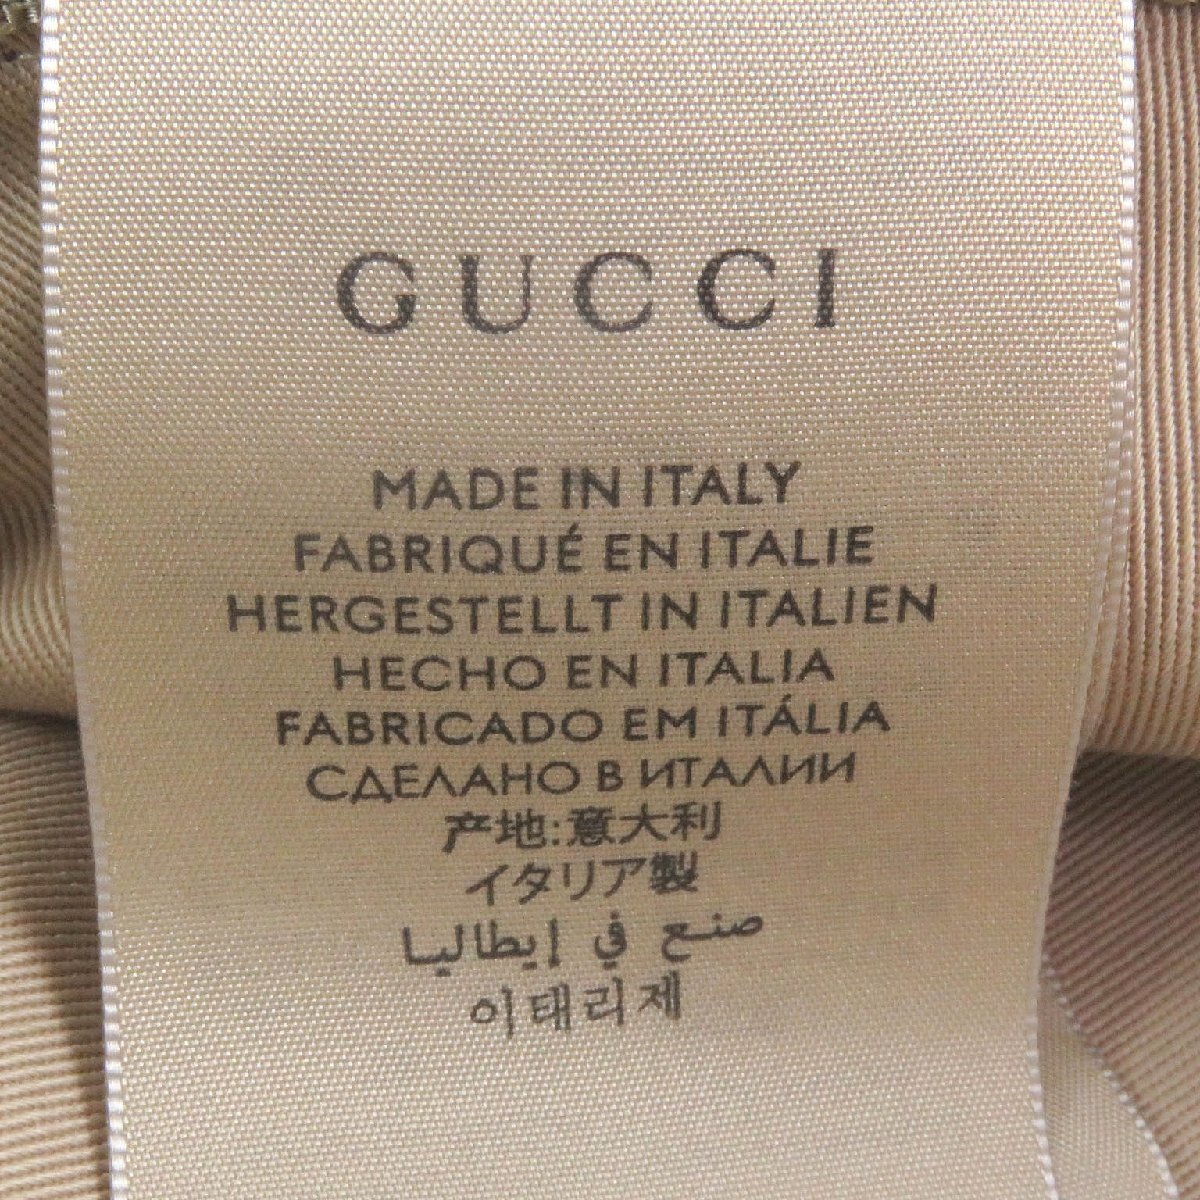 GUCCI
MADE IN ITALY
FABRIQUÉ EN ITALIE
HERGESTELLT IN ITALIEN
HECHO EN ITALIA
FABRICADO EM ITÁLIA
СДЕЛАНО В ИТАЛИИ
产地:意大利
イタリア製
صنع في إيطاليا
이태리제